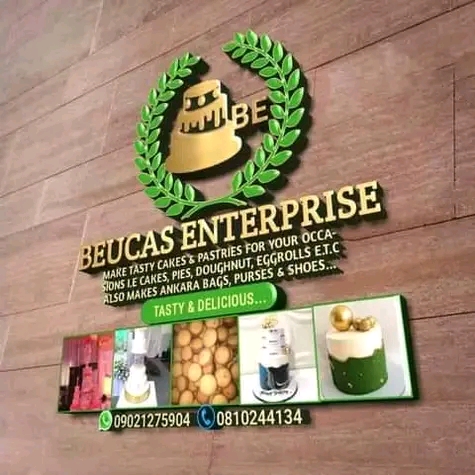 BE
BEUCAS ENTERPRISE
MAKE TASTY CAKES & PASTRIES FOR YOUR OCCA-
SIONS I.E CAKES, PIES, DOUGHNUT, EGGROLLS E.T.C
ALSO MAKES ANKARA BAGS, PURSES & SHOES...
TASTY & DELICIOUS...
09021275904 0810244134